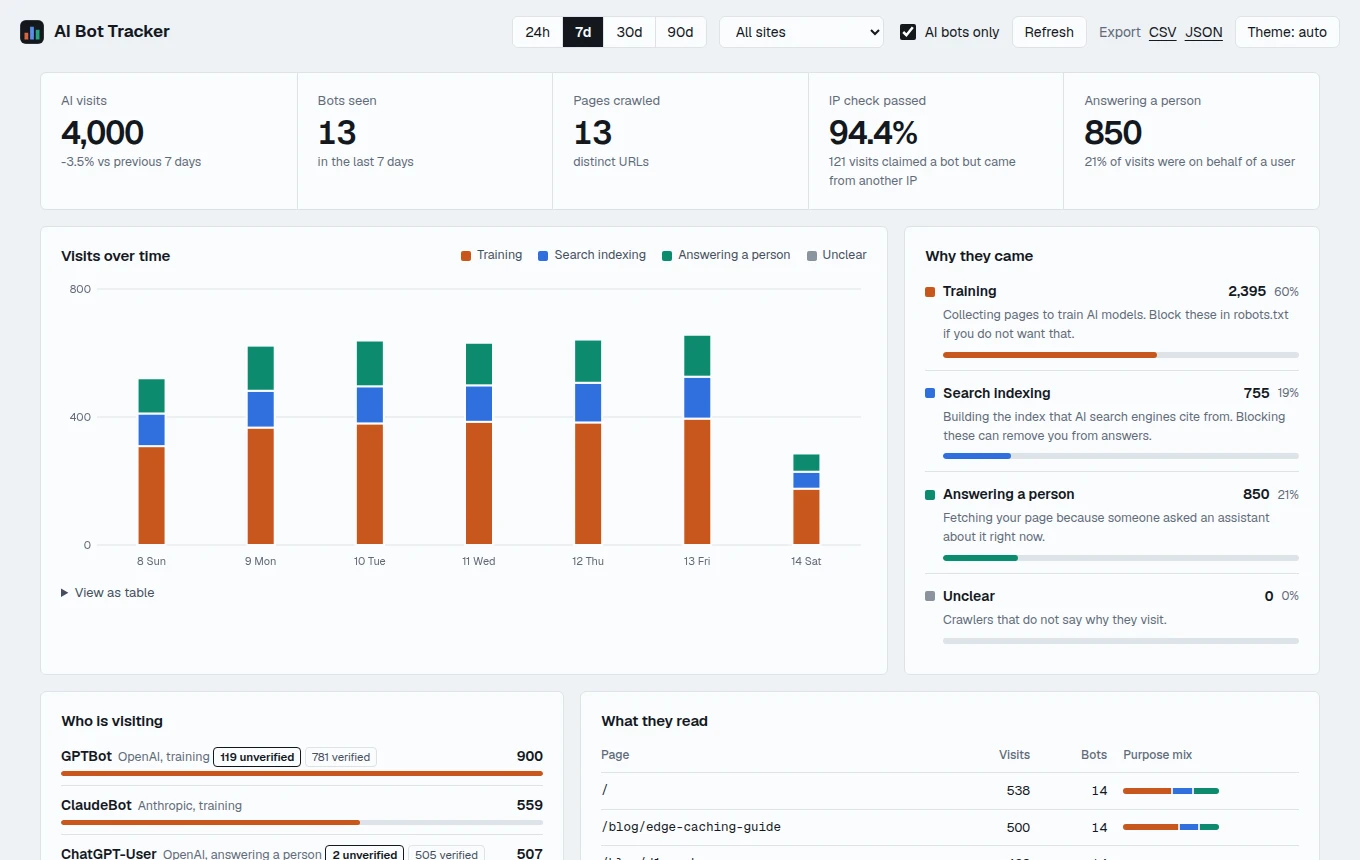 AI Bot Tracker
24h 7d 30d 90d All sites AI bots only Refresh Export CSV JSON Theme: auto
AI visits
4,000
-3.5% vs previous 7 days
Bots seen
13
in the last 7 days
Pages crawled
13
distinct URLs
IP check passed
94.4%
121 visits claimed a bot but came
from another IP
Answering a person
850
21% of visits were on behalf of a user
Visits over time
Training Search indexing Answering a person Unclear
800
400
0
8 Sun 9 Mon 10 Tue 11 Wed 12 Thu 13 Fri 14 Sat
View as table
Why they came
Training 2,395 60%
Collecting pages to train AI models. Block these in robots.txt
if you do not want that.
Search indexing 755 19%
Building the index that AI search engines cite from. Blocking
these can remove you from answers.
Answering a person 850 21%
Fetching your page because someone asked an assistant
about it right now.
Unclear 0 0%
Crawlers that do not say why they visit.
Who is visiting
GPTBot OpenAI, training 119 unverified 781 verified 900
ClaudeBot Anthropic, training 559
ChatGPT-User OpenAI, answering a person 2 unverified 505 verified 507
What they read
Page Visits Bots Purpose mix
/ 538 14
/blog/edge-caching-guide 500 14